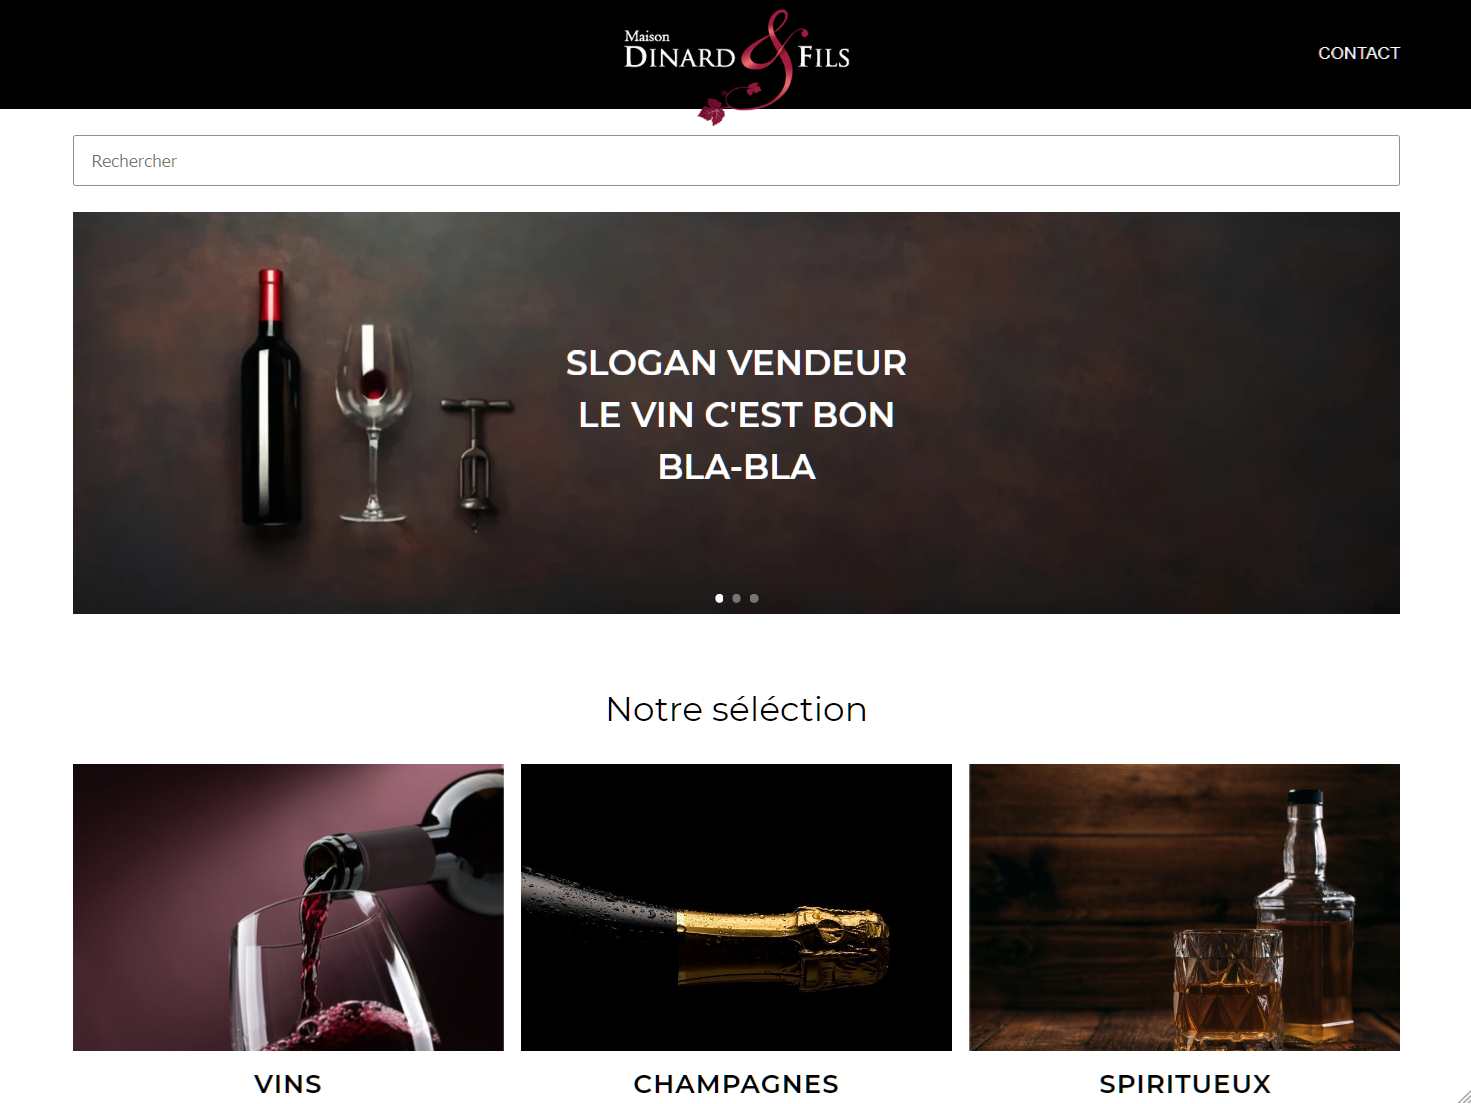 Maison
DINARD & FILS
CONTACT
Rechercher
SLOGAN VENDEUR
LE VIN C'EST BON
BLA-BLA
Notre séléction
VINS
CHAMPAGNES
SPIRITUEUX